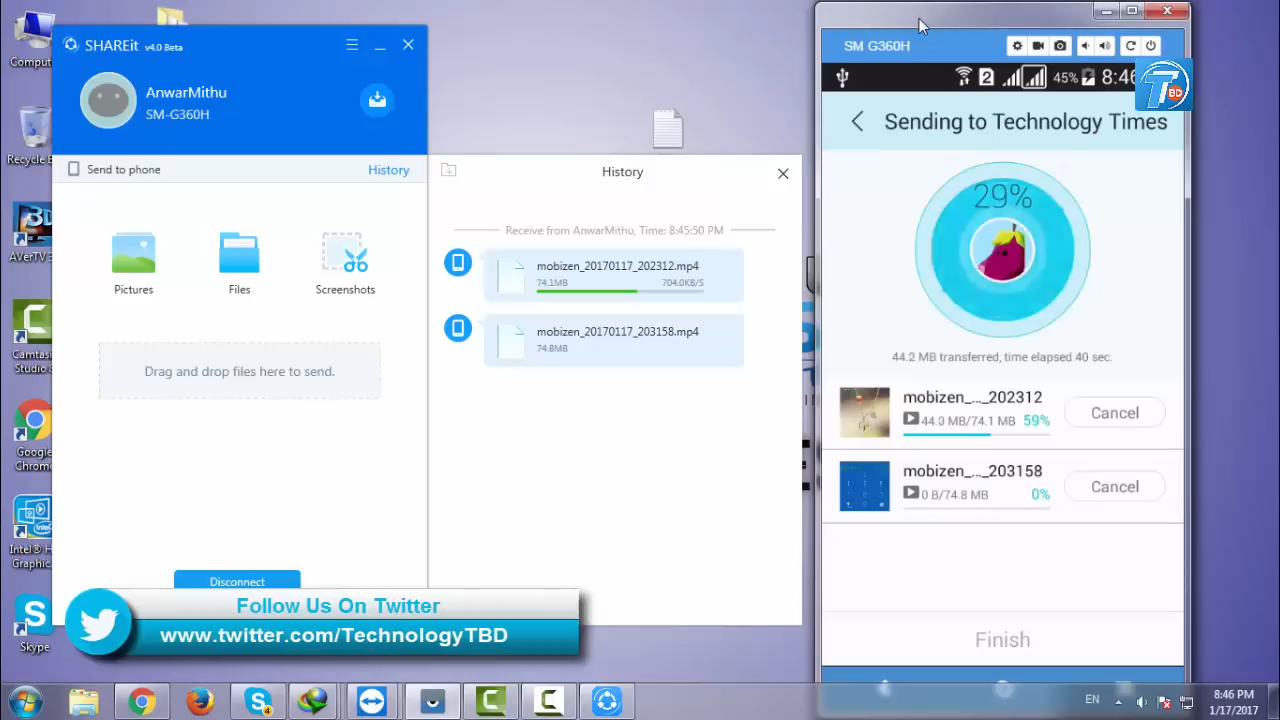 SHAREit v4.0 Beta
AnwarMithu
SM-G360H
Send to phone
History
Pictures
Files
Screenshots
Drag and drop files here to send.
Disconnect
History
Receive from AnwarMithu, Time: 8:45:50 PM
mobizen_20170117_202312.mp4
74.1MB 704.0KB/S
mobizen_20170117_203158.mp4
74.8MB
SM G360H
2 45% 8:46
TBD
Sending to Technology Times
29%
44.2 MB transferred, time elapsed 40 sec.
mobizen_..._202312
44.0 MB/74.1 MB 59%
Cancel
mobizen_..._203158
0 B/74.8 MB 0%
Cancel
Finish
Recycle
AVerTV
Camtasia
Studio
Google
Chrome
Intel® H
Graphics
Skype
Follow Us On Twitter
www.twitter.com/TechnologyTBD
EN
8:46 PM
1/17/2017